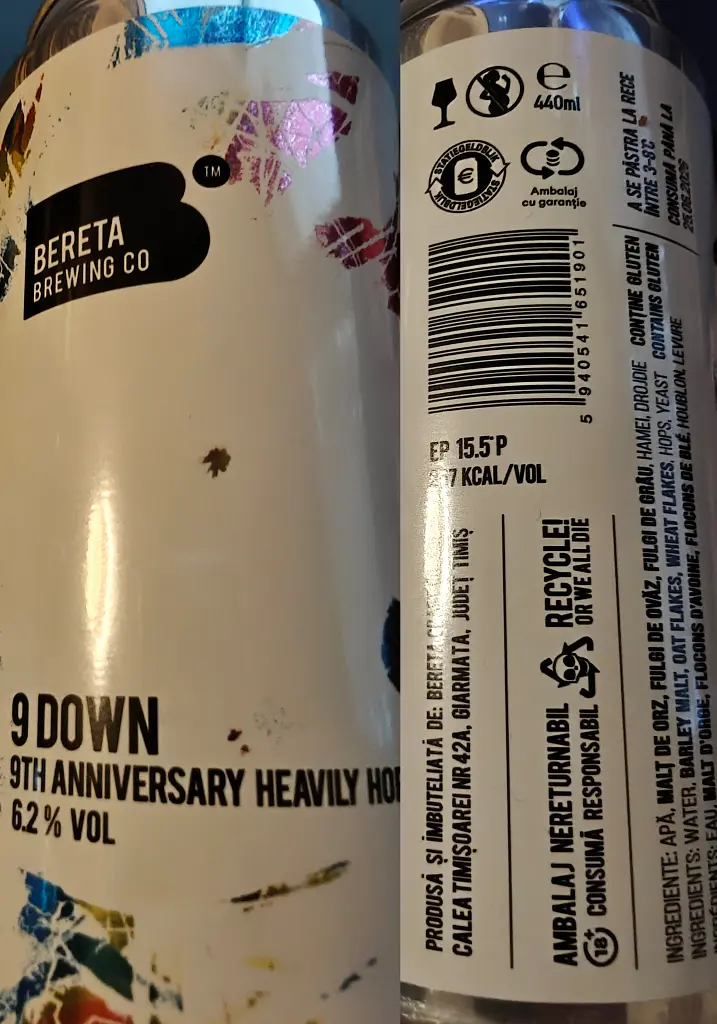 BERETA
BREWING CO
TM
9 DOWN
9TH ANNIVERSARY HEAVILY
6.2 % VOL
e
440ml
STATIEGELDBLIK
STATIEGELDBLIK
€
Ambalaj
cu garanție
A SE PĂSTRA LA RECE
ÎNTRE 3-8°C
CONSUMĂ PÂNĂ LA
5 940541 651901
EP 15.5°P
KCAL/VOL
PRODUSĂ ȘI ÎMBUTELIATĂ DE: BERETA
CALEA TIMIȘOAREI NR 42A, GIARMATA, JUDEȚ TIMIȘ
AMBALAJ NERETURNABIL
18+ CONSUMĂ RESPONSABIL
RECYCLE!
OR WE ALL DIE
INGREDIENTE: APĂ, MALȚ DE ORZ, FULGI DE OVĂZ, FULGI DE GRÂU, HAMEI, DROJDIE CONȚINE GLUTEN
INGREDIENTS: WATER, BARLEY MALT, OAT FLAKES, WHEAT FLAKES, HOPS, YEAST CONTAINS GLUTEN
INGRÉDIENTS: EAU, MALT D'ORGE, FLOCONS D'AVOINE, FLOCONS DE BLÉ, HOUBLON, LEVURE